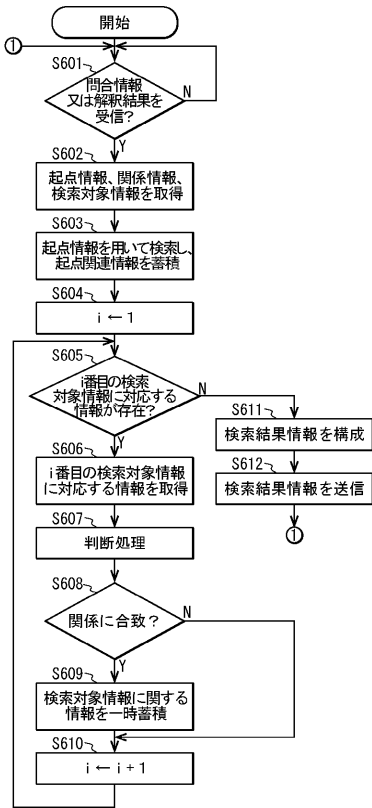 開始
①
S601
問合情報
又は解釈結果を
受信?
N
Y
S602
起点情報、関係情報、
検索対象情報を取得
S603
起点情報を用いて検索し、
起点関連情報を蓄積
S604
i ← 1
S605
i番目の検索
対象情報に対応する
情報が存在?
N
Y
S606
i番目の検索対象情報
に対応する情報を取得
S607
判断処理
S608
関係に合致?
N
Y
S609
検索対象情報に関する
情報を一時蓄積
S610
i ← i + 1
S611
検索結果情報を構成
S612
検索結果情報を送信
①